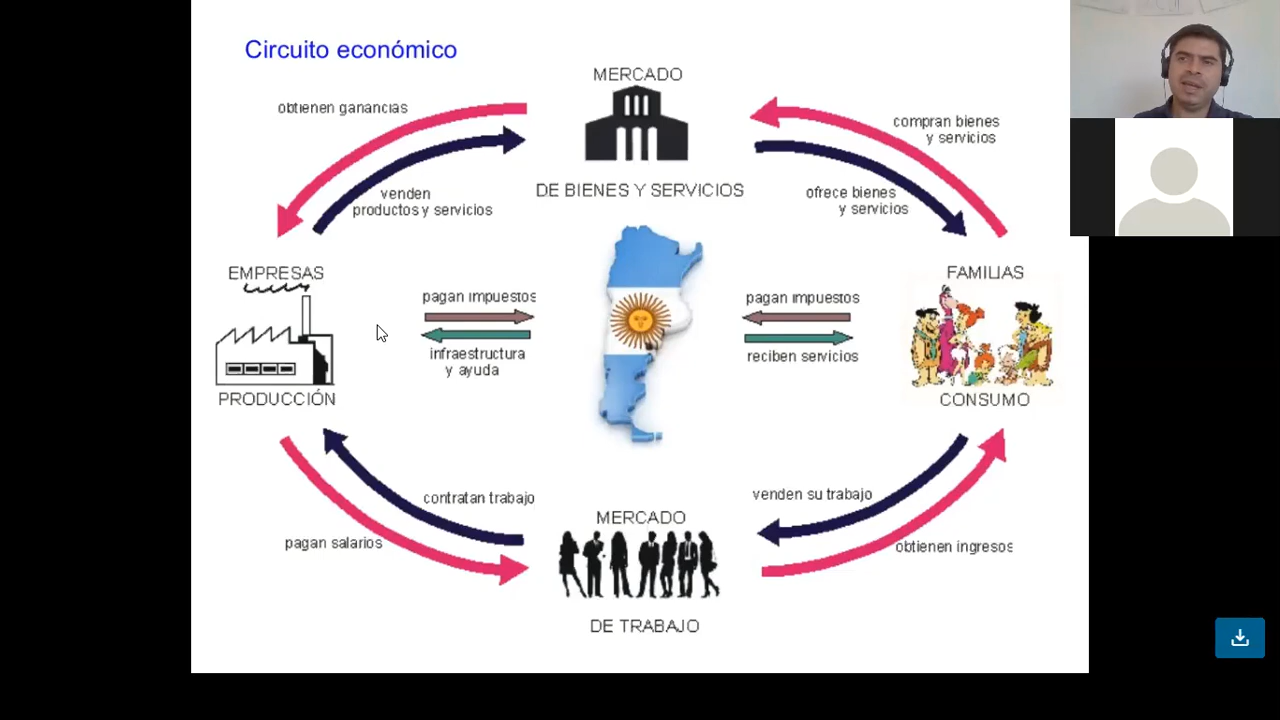 Circuito económico
MERCADO
DE BIENES Y SERVICIOS
obtienen ganancias
venden
productos y servicios
compran bienes
y servicios
ofrece bienes
y servicios
EMPRESAS
PRODUCCIÓN
pagan impuestos
infraestructura
y ayuda
pagan impuestos
reciben servicios
FAMILIAS
CONSUMO
contratan trabajo
pagan salarios
MERCADO
DE TRABAJO
venden su trabajo
obtienen ingresos